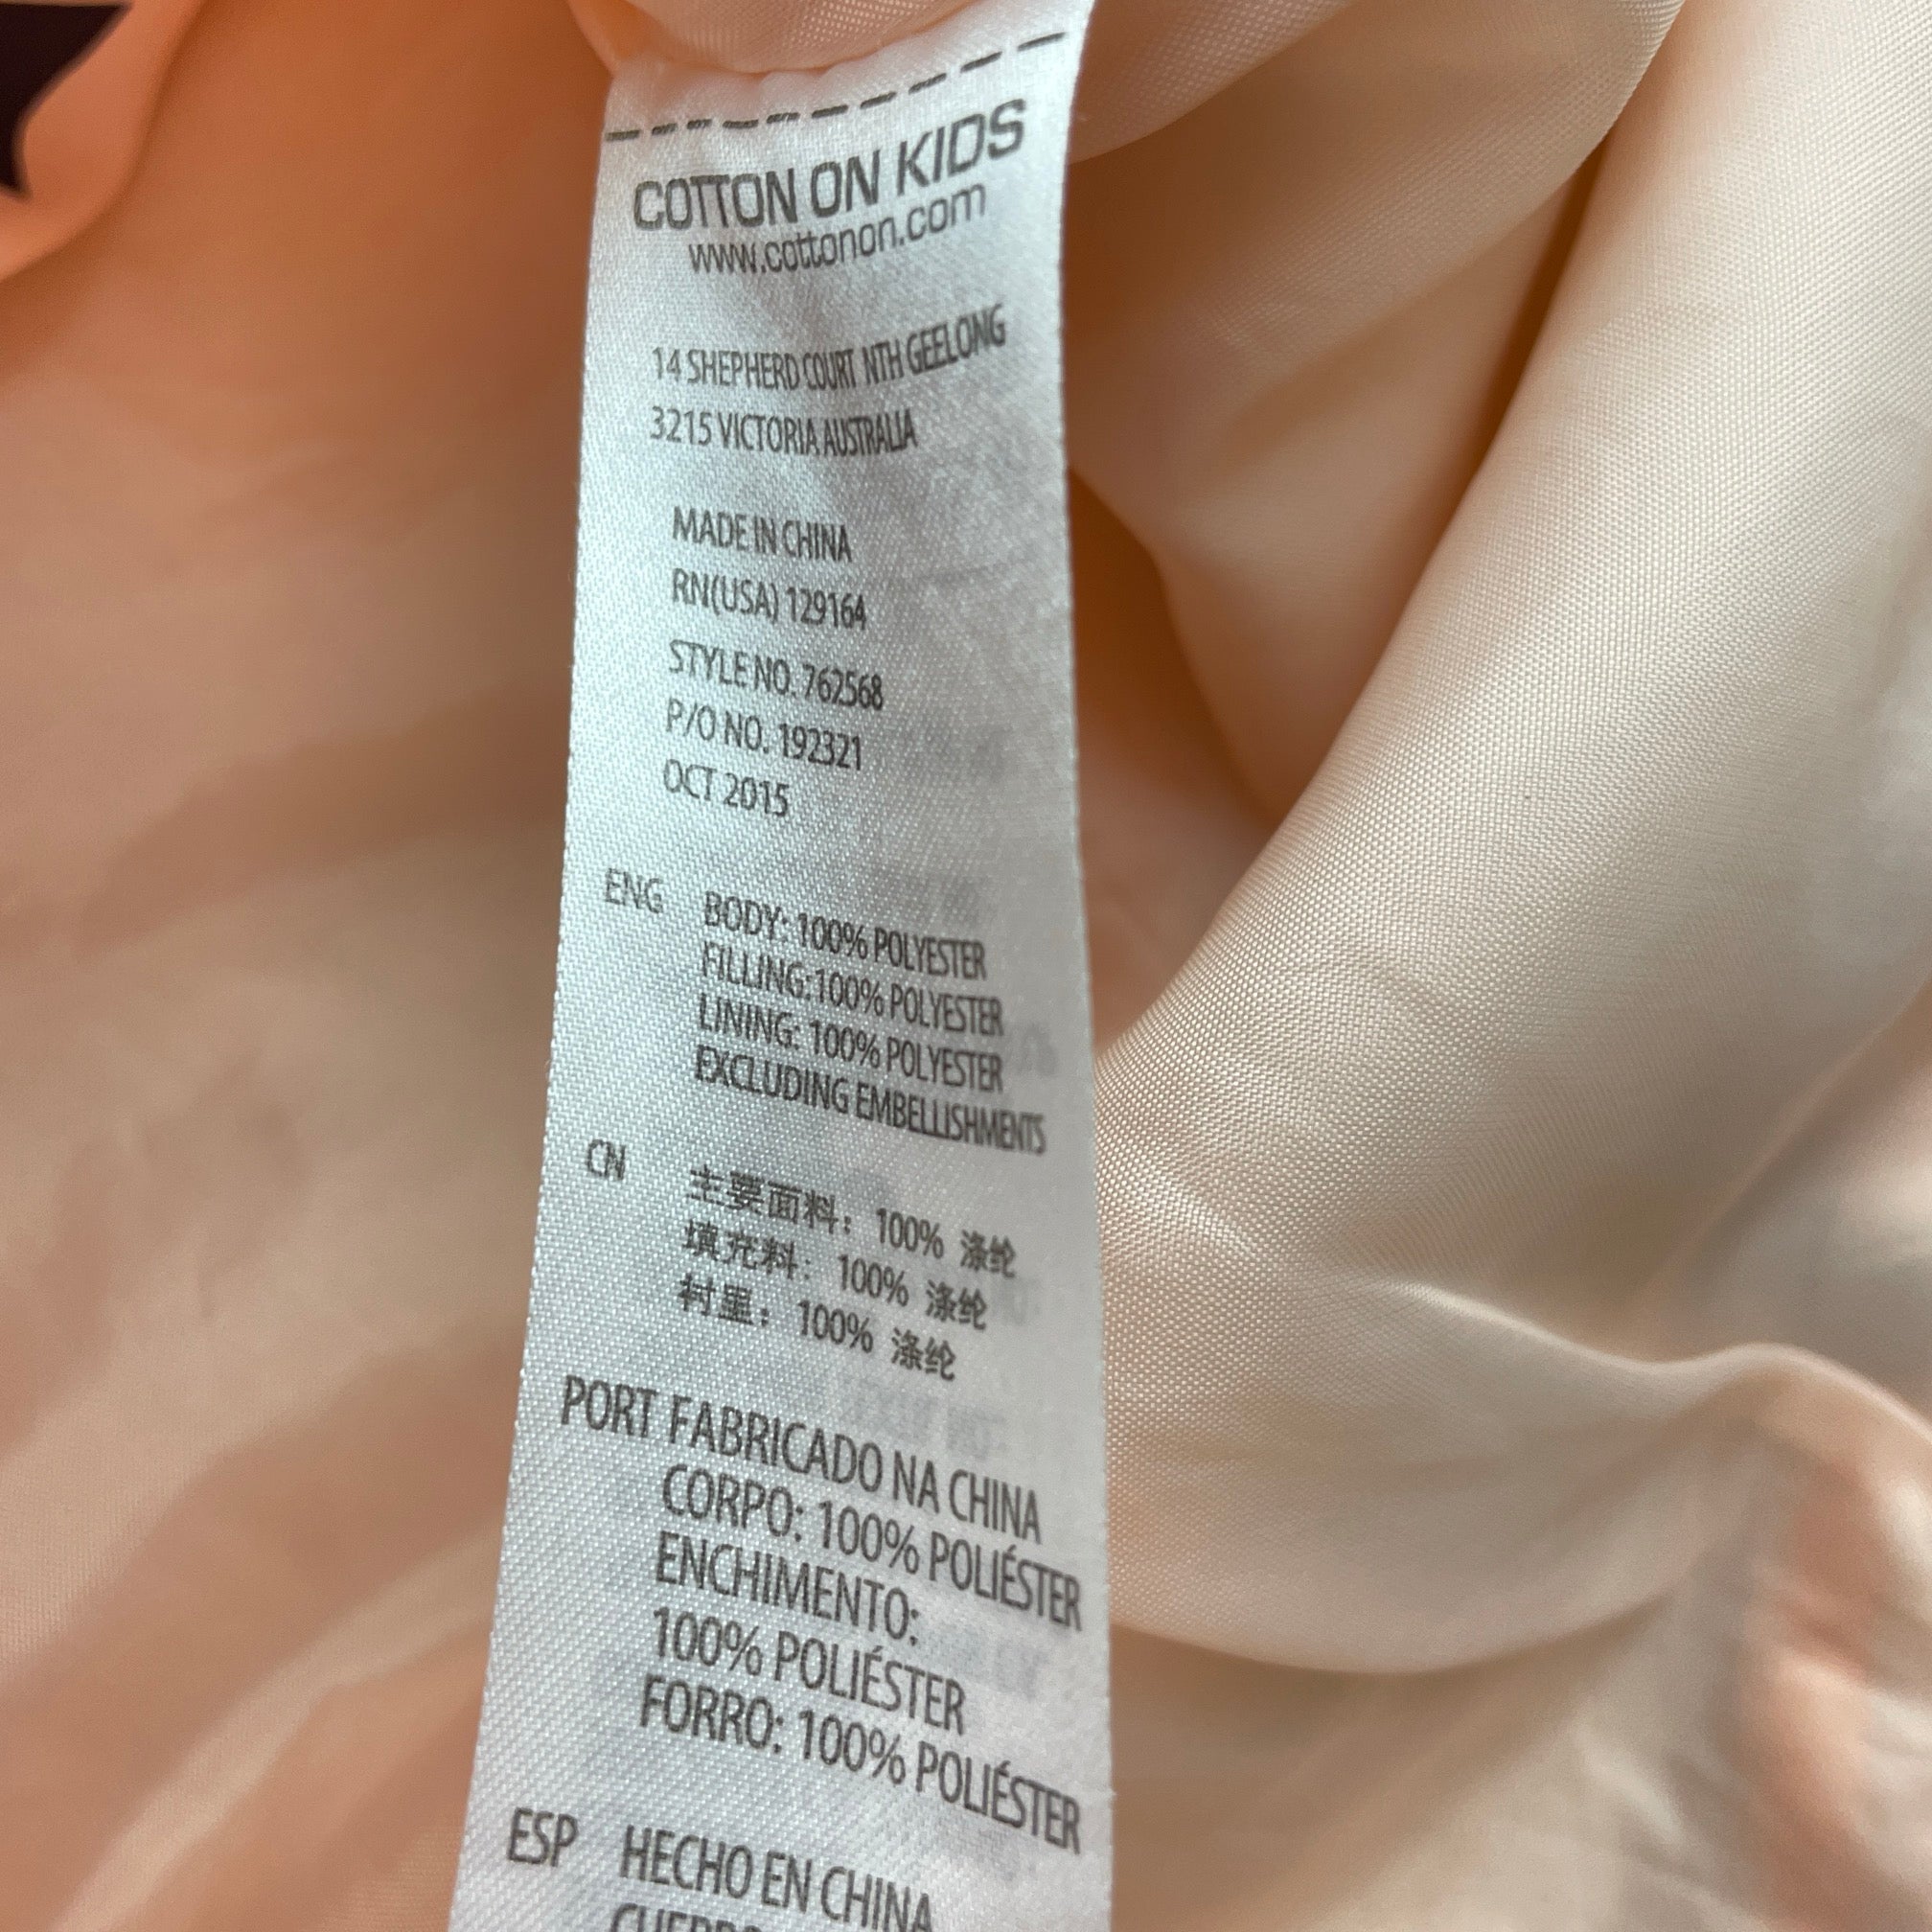 COTTON ON KIDS
www.cottonon.com
14 SHEPHERD COURT NTH GEELONG
3215 VICTORIA AUSTRALIA
MADE IN CHINA
RN(USA) 129164
STYLE NO. 762568
P/O NO. 192321
OCT 2015
ENG BODY: 100% POLYESTER
FILLING:100% POLYESTER
LINING: 100% POLYESTER
EXCLUDING EMBELLISHMENTS
CN 主要面料：100% 涤纶
填充料：100% 涤纶
衬里：100% 涤纶
PORT FABRICADO NA CHINA
CORPO: 100% POLIÉSTER
ENCHIMENTO:
100% POLIÉSTER
FORRO: 100% POLIÉSTER
ESP HECHO EN CHINA